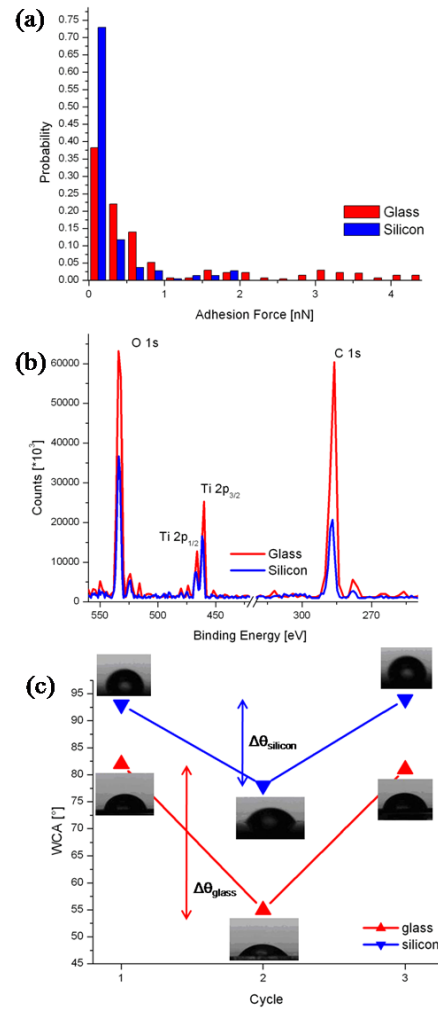 (a)
0.75
0.70
0.65
0.60
0.55
0.50
0.45
0.40
0.35
0.30
0.25
0.20
0.15
0.10
0.05
0.00
Probability
Glass
Silicon
0 1 2 3 4
Adhesion Force [nN]
(b)
O 1s
C 1s
60000
50000
40000
30000
20000
10000
0
Counts [*10³]
Ti 2p₃/₂
Ti 2p₁/₂
Glass
Silicon
550 500 450 300 270
Binding Energy [eV]
(c)
95
90
85
80
75
70
65
60
55
50
45
WCA [°]
Δθsilicon
Δθglass
glass
silicon
1 2 3
Cycle